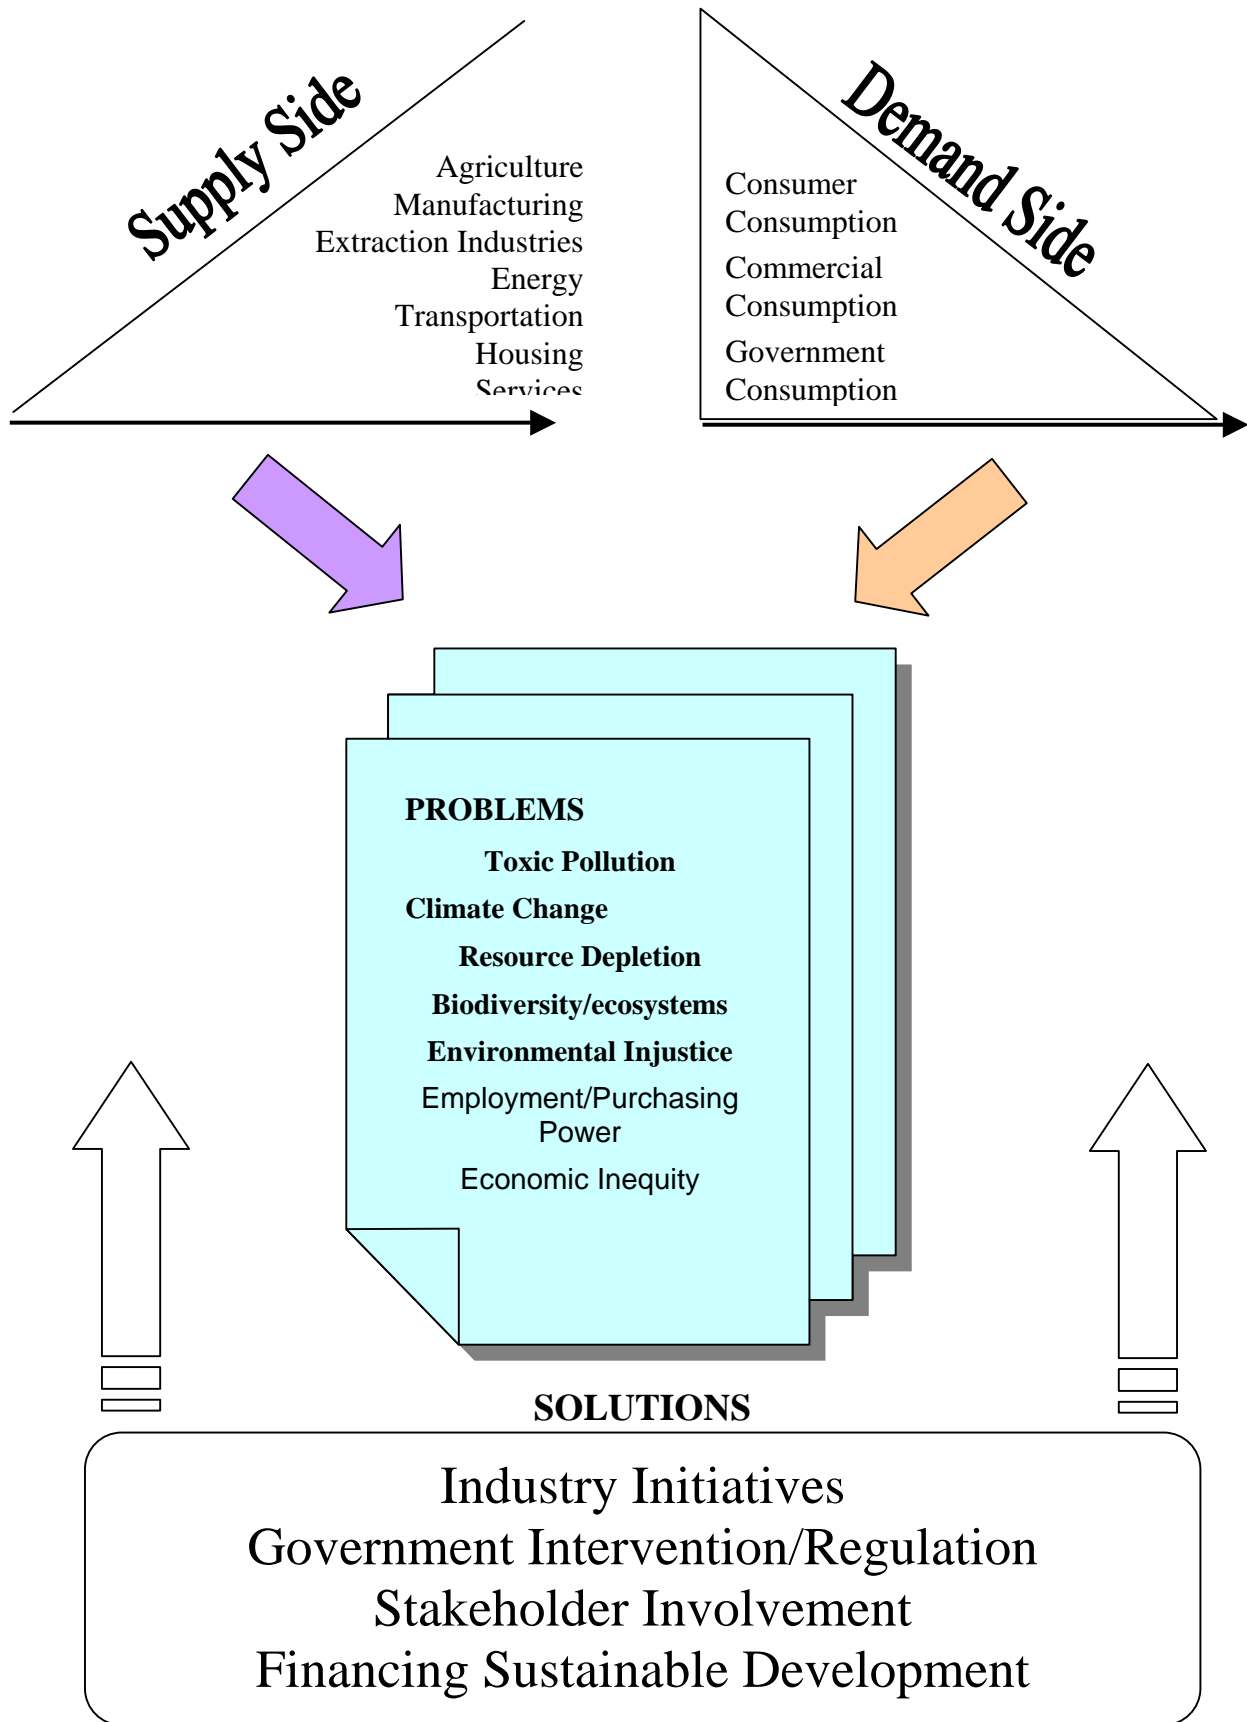 Supply Side
Agriculture
Manufacturing
Extraction Industries
Energy
Transportation
Housing
Services
Demand Side
Consumer
Consumption
Commercial
Consumption
Government
Consumption
PROBLEMS
Toxic Pollution
Climate Change
Resource Depletion
Biodiversity/ecosystems
Environmental Injustice
Employment/Purchasing
Power
Economic Inequity
SOLUTIONS
Industry Initiatives
Government Intervention/Regulation
Stakeholder Involvement
Financing Sustainable Development